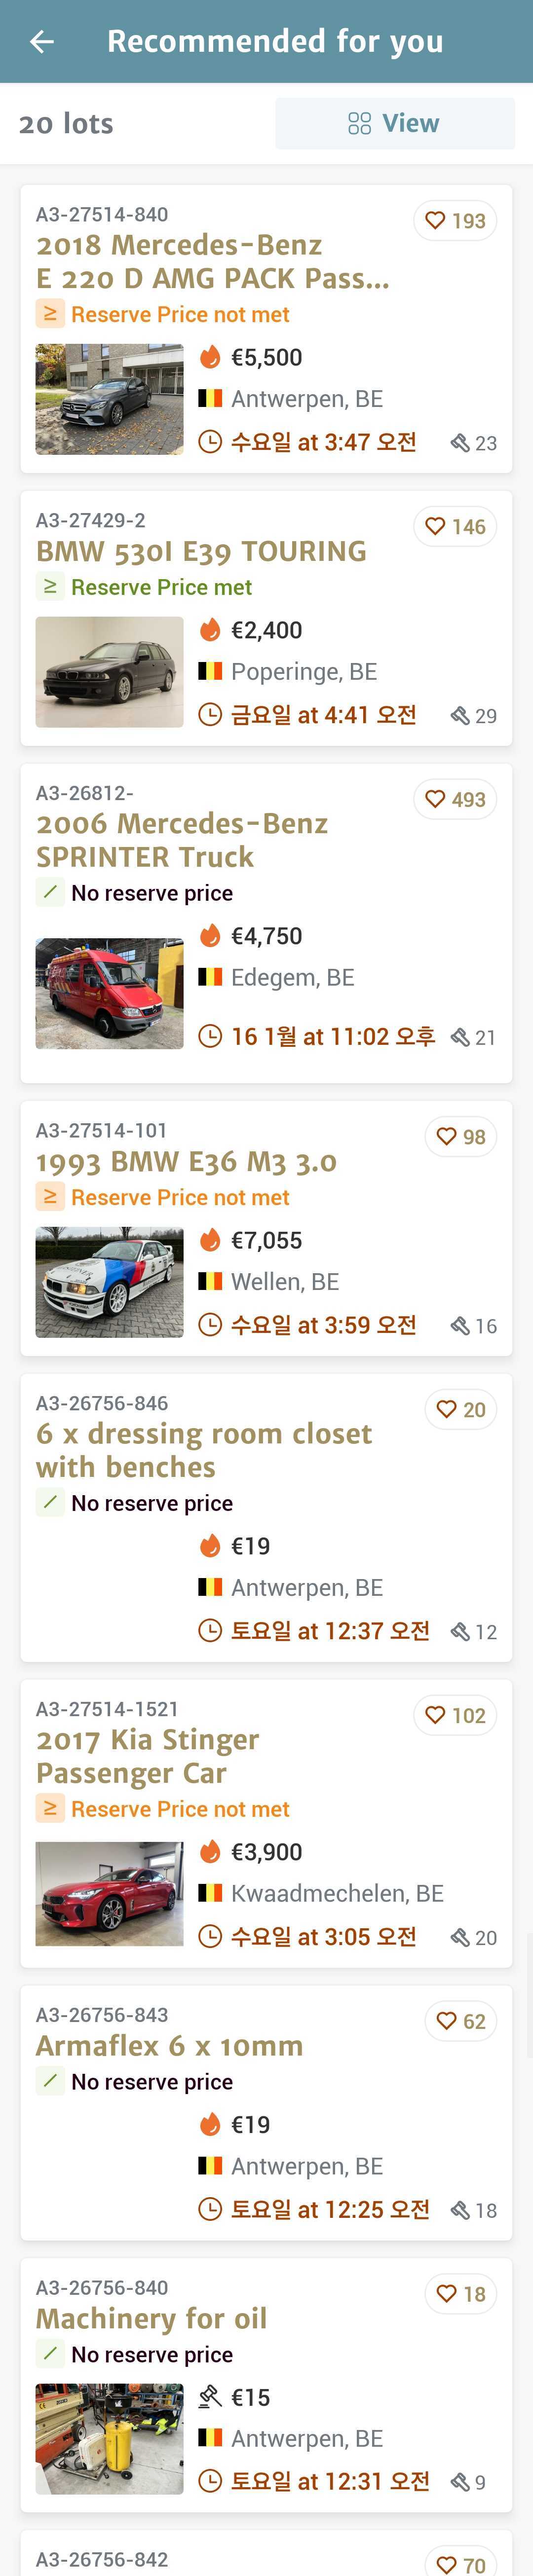 Recommended for you
20 lots
View
A3-27514-840
193
2018 Mercedes-Benz
E 220 D AMG PACK Pass...
Reserve Price not met
€5,500
Antwerpen, BE
수요일 at 3:47 오전
23
A3-27429-2
146
BMW 530I E39 TOURING
Reserve Price met
€2,400
Poperinge, BE
금요일 at 4:41 오전
29
A3-26812-
493
2006 Mercedes-Benz
SPRINTER Truck
No reserve price
€4,750
Edegem, BE
16 1월 at 11:02 오후
21
A3-27514-101
98
1993 BMW E36 M3 3.0
Reserve Price not met
€7,055
Wellen, BE
수요일 at 3:59 오전
16
A3-26756-846
20
6 x dressing room closet
with benches
No reserve price
€19
Antwerpen, BE
토요일 at 12:37 오전
12
A3-27514-1521
102
2017 Kia Stinger
Passenger Car
Reserve Price not met
€3,900
Kwaadmechelen, BE
수요일 at 3:05 오전
20
A3-26756-843
62
Armaflex 6 x 10mm
No reserve price
€19
Antwerpen, BE
토요일 at 12:25 오전
18
A3-26756-840
18
Machinery for oil
No reserve price
€15
Antwerpen, BE
토요일 at 12:31 오전
9
A3-26756-842
70